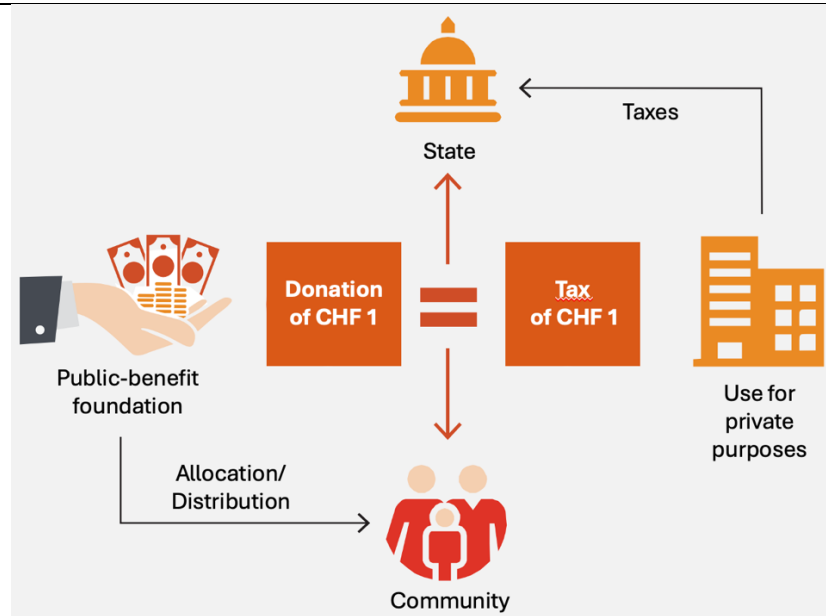 Taxes
State
Donation
of CHF 1
=
Tax
of CHF 1
Public-benefit
foundation
Use for
private
purposes
Allocation/
Distribution
Community